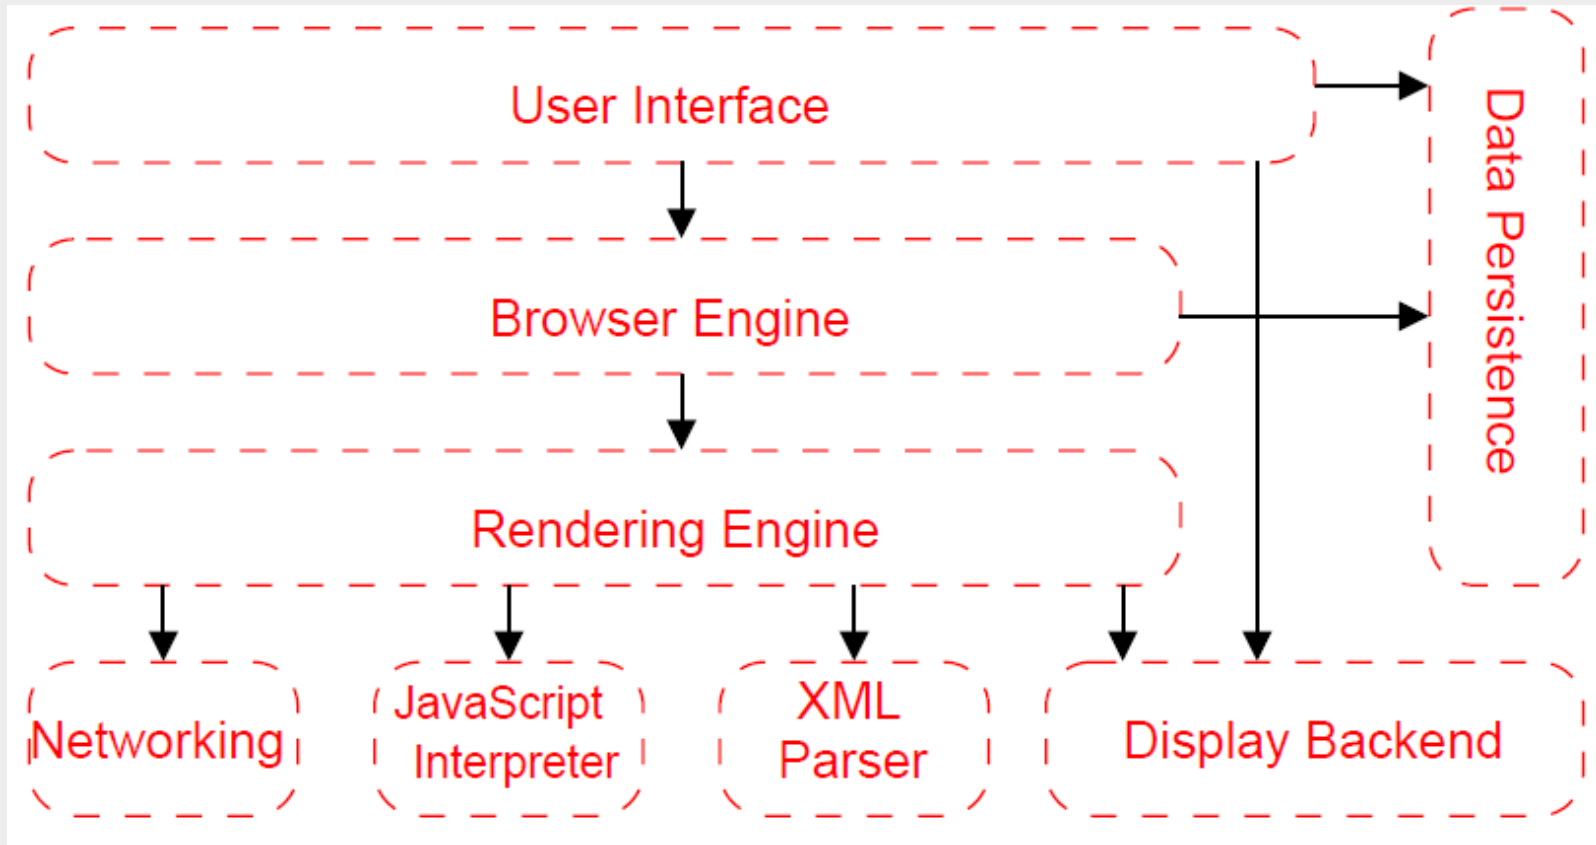 User Interface
Data Persistence
Browser Engine
Rendering Engine
Networking
JavaScript
Interpreter
XML
Parser
Display Backend